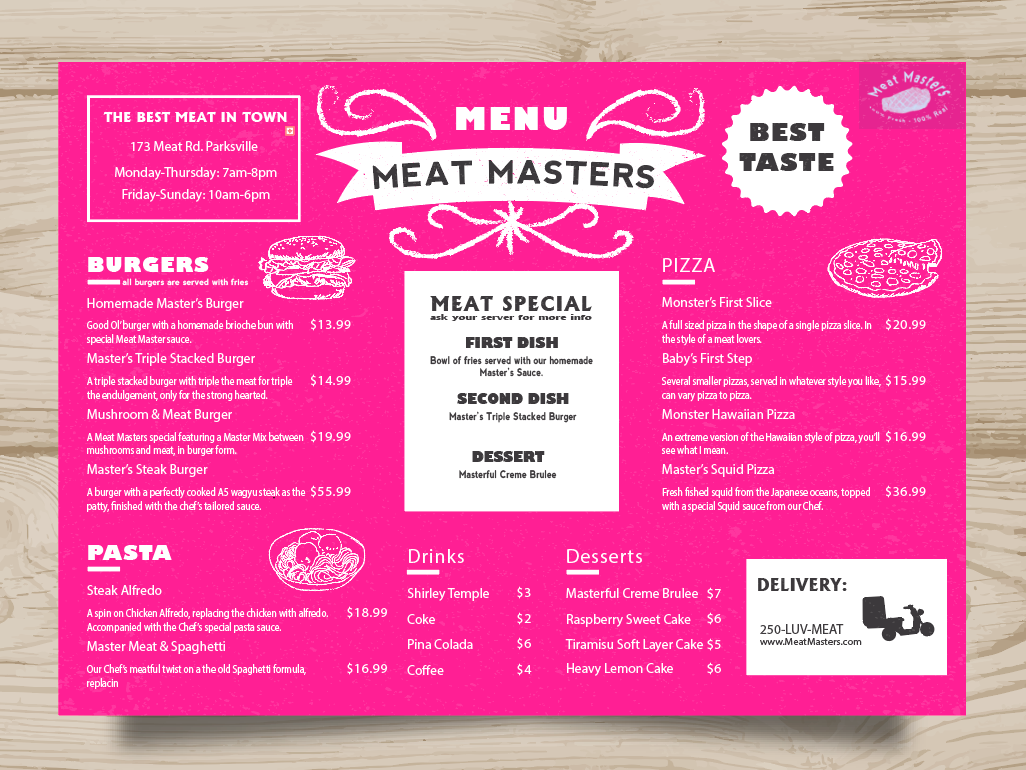 THE BEST MEAT IN TOWN
173 Meat Rd. Parksville
Monday-Thursday: 7am-8pm
Friday-Sunday: 10am-6pm
MENU
MEAT MASTERS
BEST
TASTE
Meat Masters
100% Real
BURGERS
all burgers are served with fries
Homemade Master's Burger
Good Ol' burger with a homemade brioche bun with $13.99
special Meat Master sauce.
Master's Triple Stacked Burger
A triple stacked burger with triple the meat for triple $14.99
the endulgement, only for the strong hearted.
Mushroom & Meat Burger
A Meat Masters special featuring a Master Mix between $19.99
mushrooms and meat, in burger form.
Master's Steak Burger
A burger with a perfectly cooked A5 wagyu steak as the $55.99
patty, finished with the chef's tailored sauce.
MEAT SPECIAL
ask your server for more info
FIRST DISH
Bowl of fries served with our homemade
Master's Sauce.
SECOND DISH
Master's Triple Stacked Burger
DESSERT
Masterful Creme Brulee
PIZZA
Monster's First Slice
A full sized pizza in the shape of a single pizza slice. In $20.99
the style of a meat lovers.
Baby's First Step
Several smaller pizzas, served in whatever style you like, $15.99
can vary pizza to pizza.
Monster Hawaiian Pizza
An extreme version of the Hawaiian style of pizza, you'll $16.99
see what I mean.
Master's Squid Pizza
Fresh fished squid from the Japanese oceans, topped $36.99
with a special Squid sauce from our Chef.
PASTA
Steak Alfredo
A spin on Chicken Alfredo, replacing the chicken with alfredo. $18.99
Accompanied with the Chef's special pasta sauce.
Master Meat & Spaghetti
Our Chef's meatful twist on a the old Spaghetti formula, $16.99
replacin
Drinks
Shirley Temple $3
Coke $2
Pina Colada $6
Coffee $4
Desserts
Masterful Creme Brulee $7
Raspberry Sweet Cake $6
Tiramisu Soft Layer Cake $5
Heavy Lemon Cake $6
DELIVERY:
250-LUV-MEAT
www.MeatMasters.com